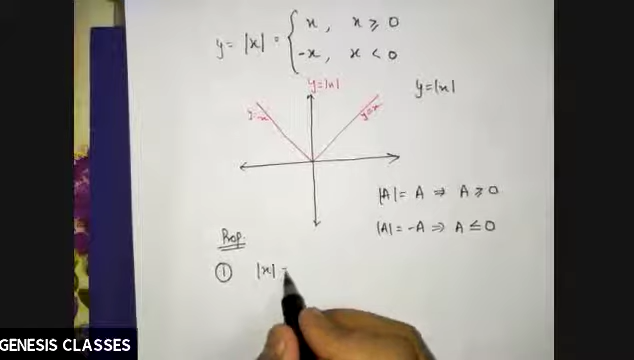 y = |x| = { x, x ≥ 0
-x, x < 0
y=|x|
y=-x
y=x
y=|x|
|A| = A ⇒ A ≥ 0
|A| = -A ⇒ A ≤ 0
Prop.
① |x| =
GENESIS CLASSES